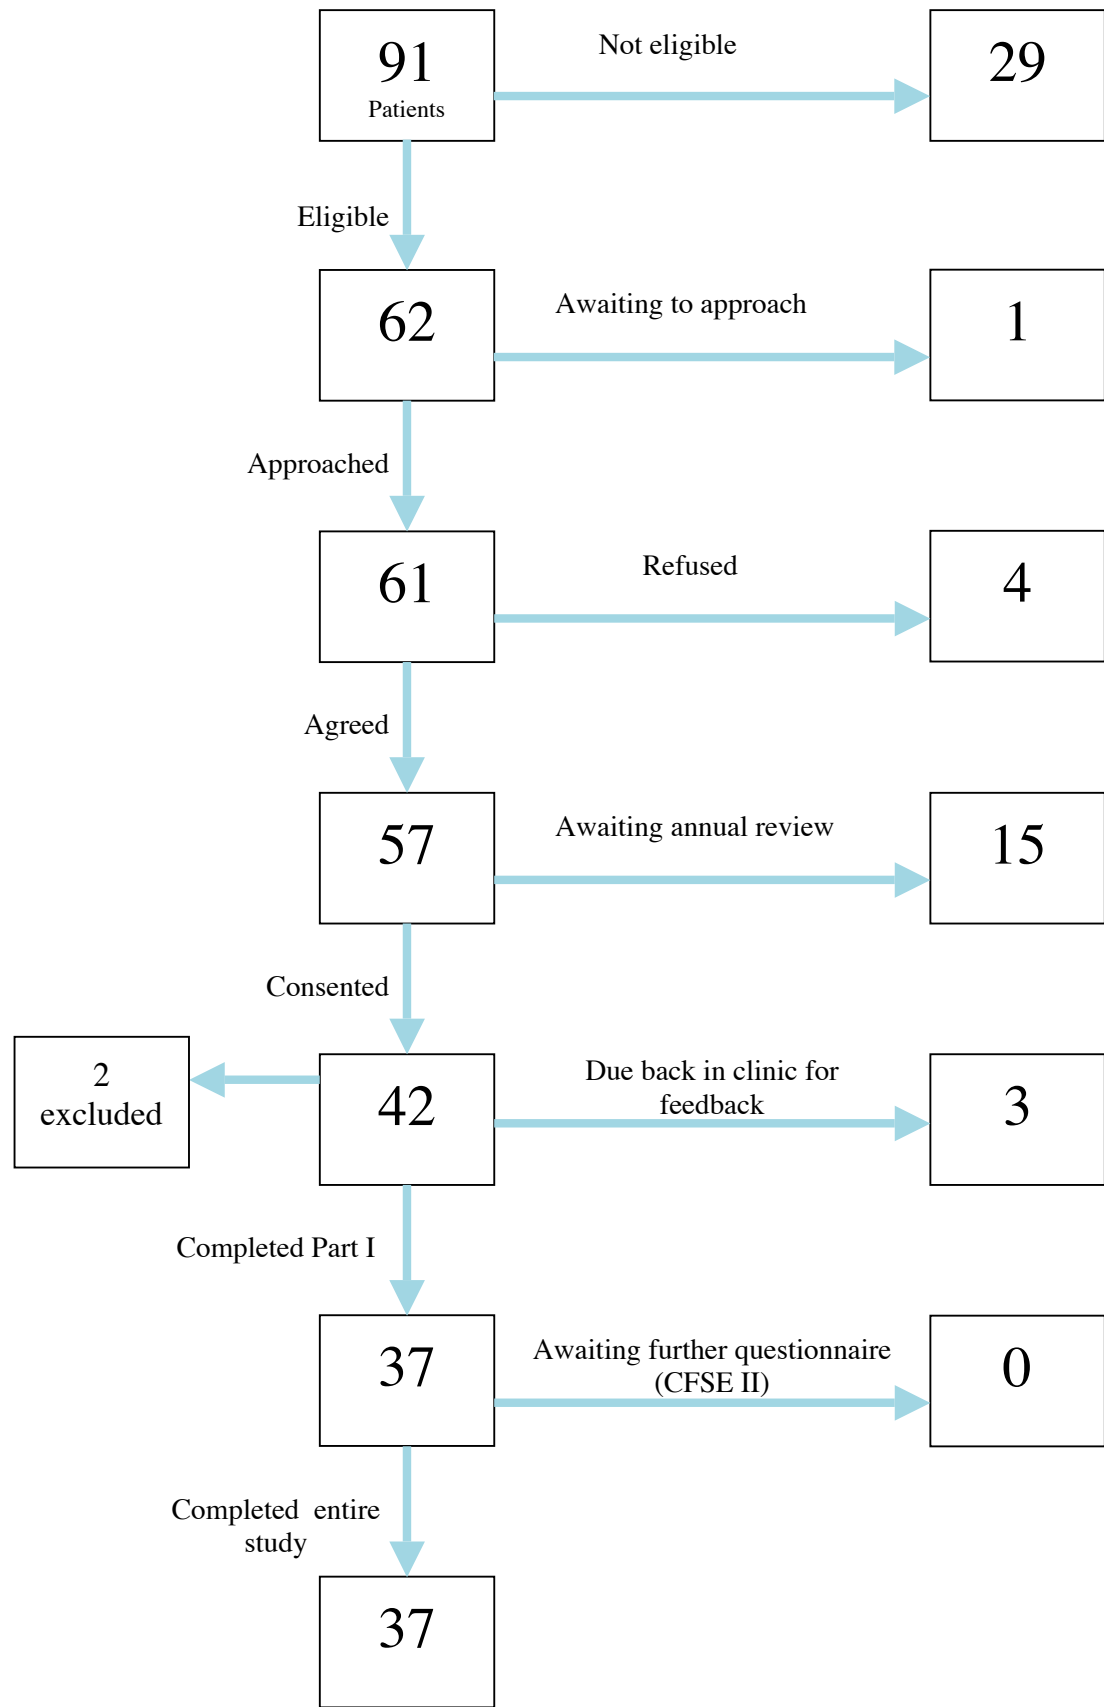 91
Patients
Not eligible
29
Eligible
62
Awaiting to approach
1
Approached
61
Refused
4
Agreed
57
Awaiting annual review
15
Consented
2
excluded
42
Due back in clinic for
feedback
3
Completed Part I
37
Awaiting further questionnaire
(CFSE II)
0
Completed entire
study
37